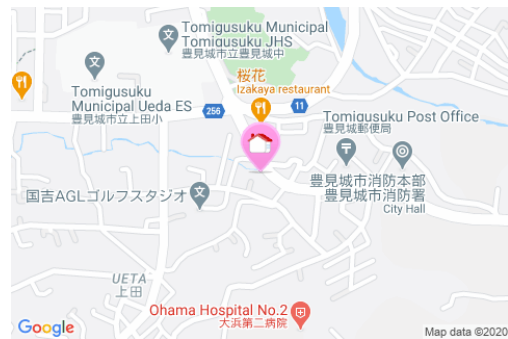 Tomigusuku Municipal
Tomigusuku JHS
豊見城市立豊見城中
桜花
Izakaya restaurant
Tomigusuku
Municipal Ueda ES
豊見城市立上田小
256
11
Tomigusuku Post Office
豊見城郵便局
文
文
文
国吉AGLゴルフスタジオ
豊見城市消防本部
豊見城市消防署
City Hall
UETA
上田
Ohama Hospital No.2
大浜第二病院
Google
Map data ©2020